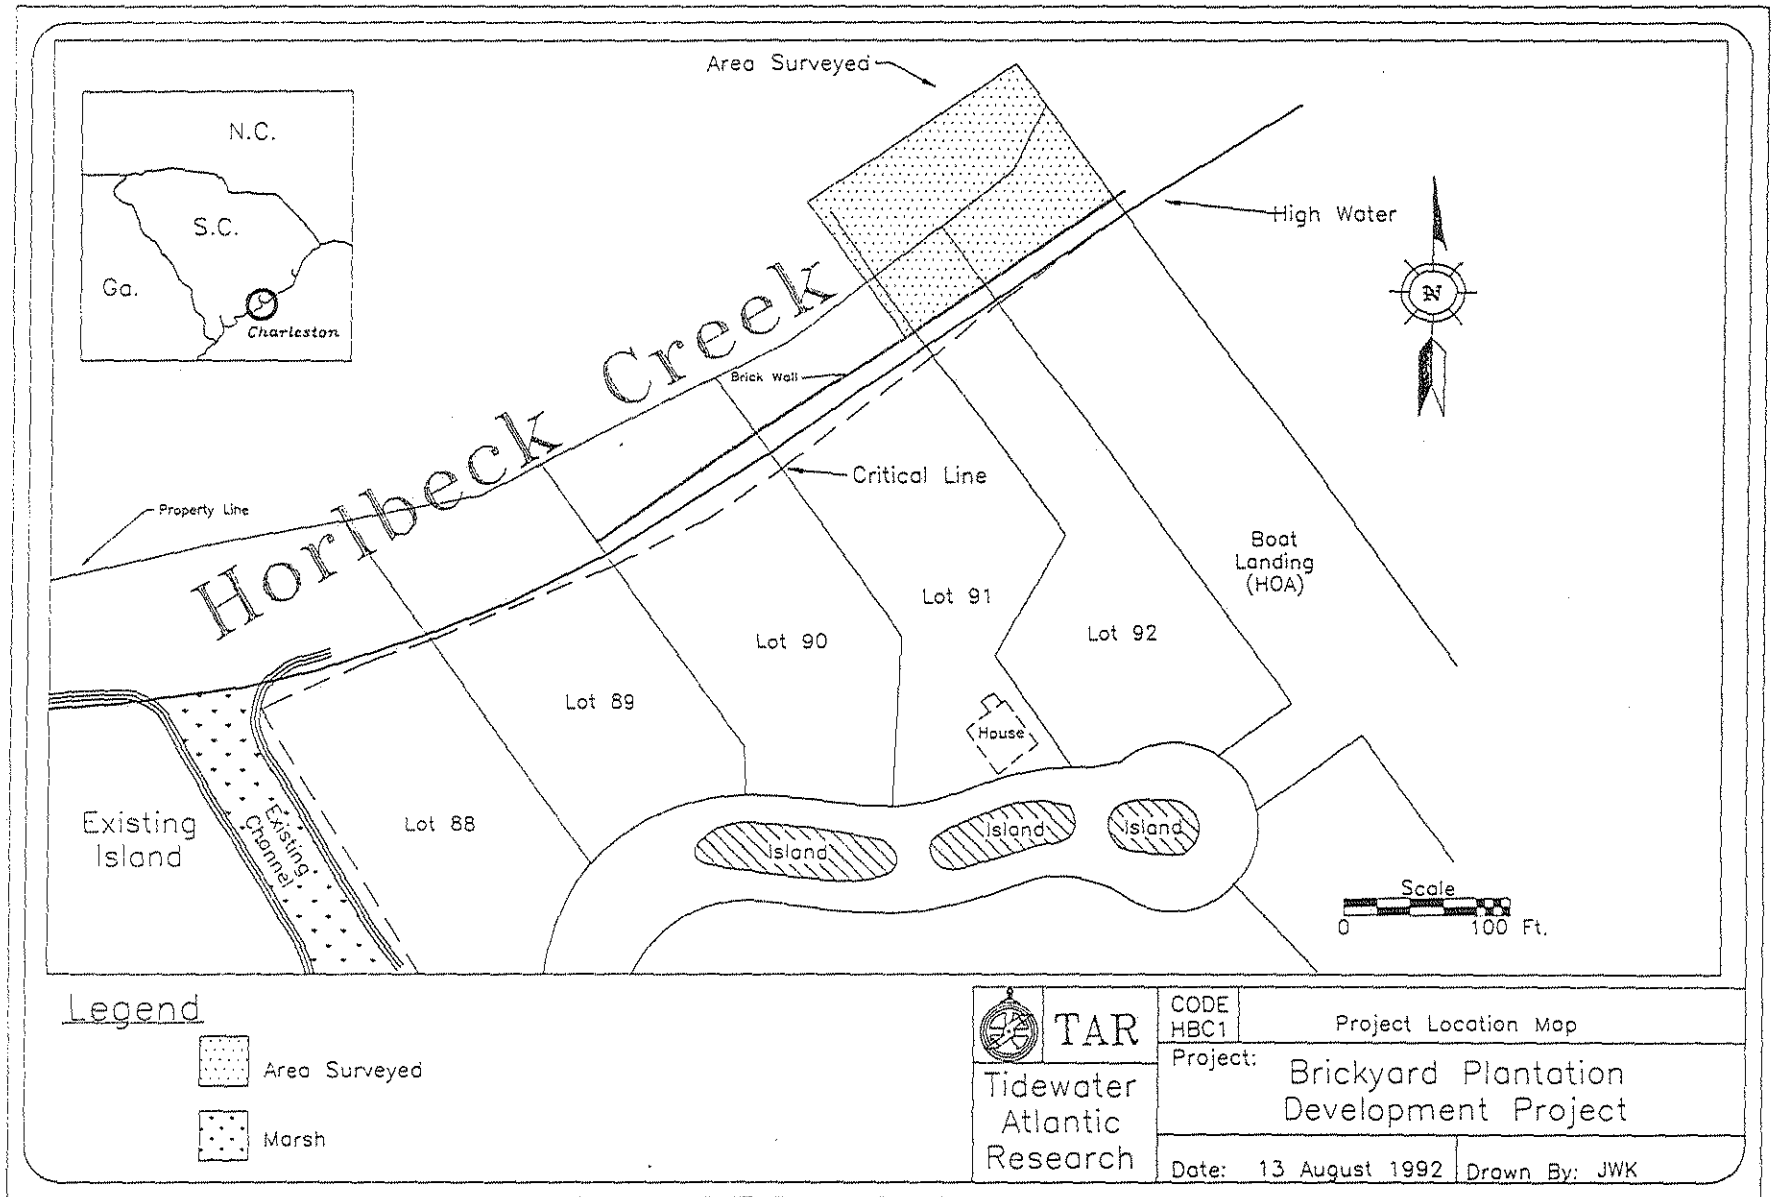 Area Surveyed
N.C.
S.C.
Ga.
Charleston
High Water
N
Horlbeck Creek
Brick Wall
Critical Line
Property Line
Boat
Landing
(HOA)
Lot 91
Lot 92
Lot 90
Lot 89
House
Lot 88
Existing
Island
Existing
Channel
Island
Island
Island
Scale
0 100 Ft.
Legend
Area Surveyed
Marsh
TAR
Tidewater
Atlantic
Research
CODE
HBC1
Project Location Map
Project:
Brickyard Plantation
Development Project
Date: 13 August 1992
Drawn By: JWK